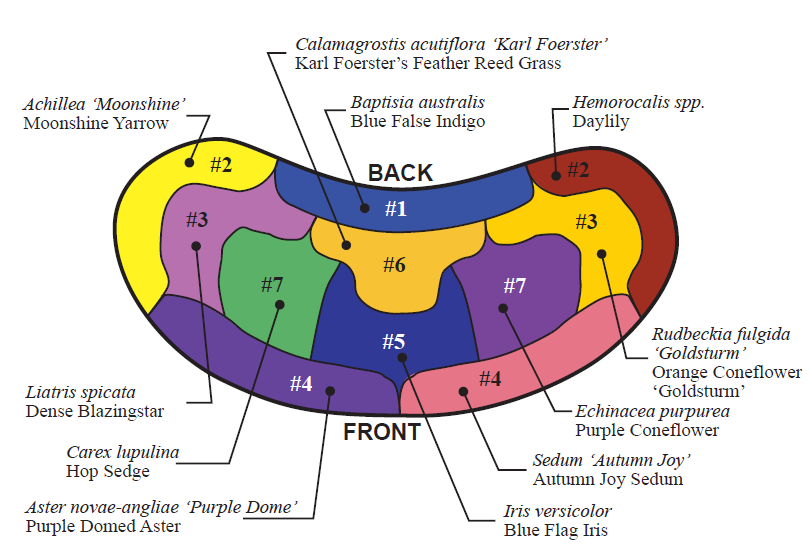 Calamagrostis acutiflora ‘Karl Foerster’
Karl Foerster’s Feather Reed Grass
Achillea ‘Moonshine’
Moonshine Yarrow
Baptisia australis
Blue False Indigo
Hemorocalis spp.
Daylily
BACK
#2
#2
#1
#3
#3
#6
#7
#7
#5
#4
#4
FRONT
Rudbeckia fulgida
‘Goldsturm’
Orange Coneflower
‘Goldsturm’
Liatris spicata
Dense Blazingstar
Echinacea purpurea
Purple Coneflower
Carex lupulina
Hop Sedge
Sedum ‘Autumn Joy’
Autumn Joy Sedum
Aster novae-angliae ‘Purple Dome’
Purple Domed Aster
Iris versicolor
Blue Flag Iris